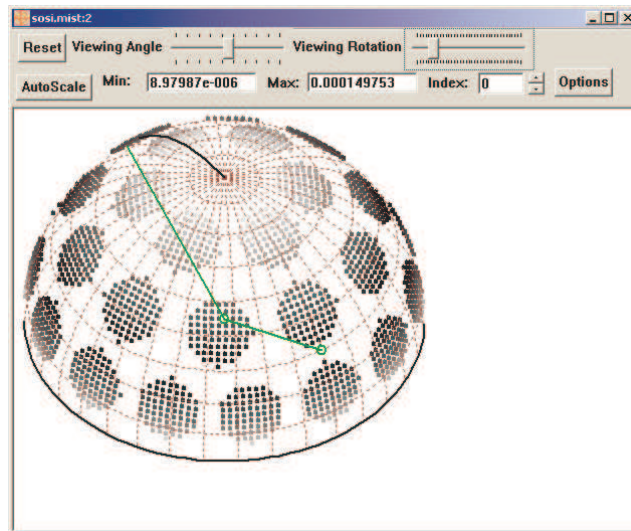 sosi.mist:2
Reset Viewing Angle Viewing Rotation
AutoScale Min: 8.97987e-006 Max: 0.000149753 Index: 0 Options